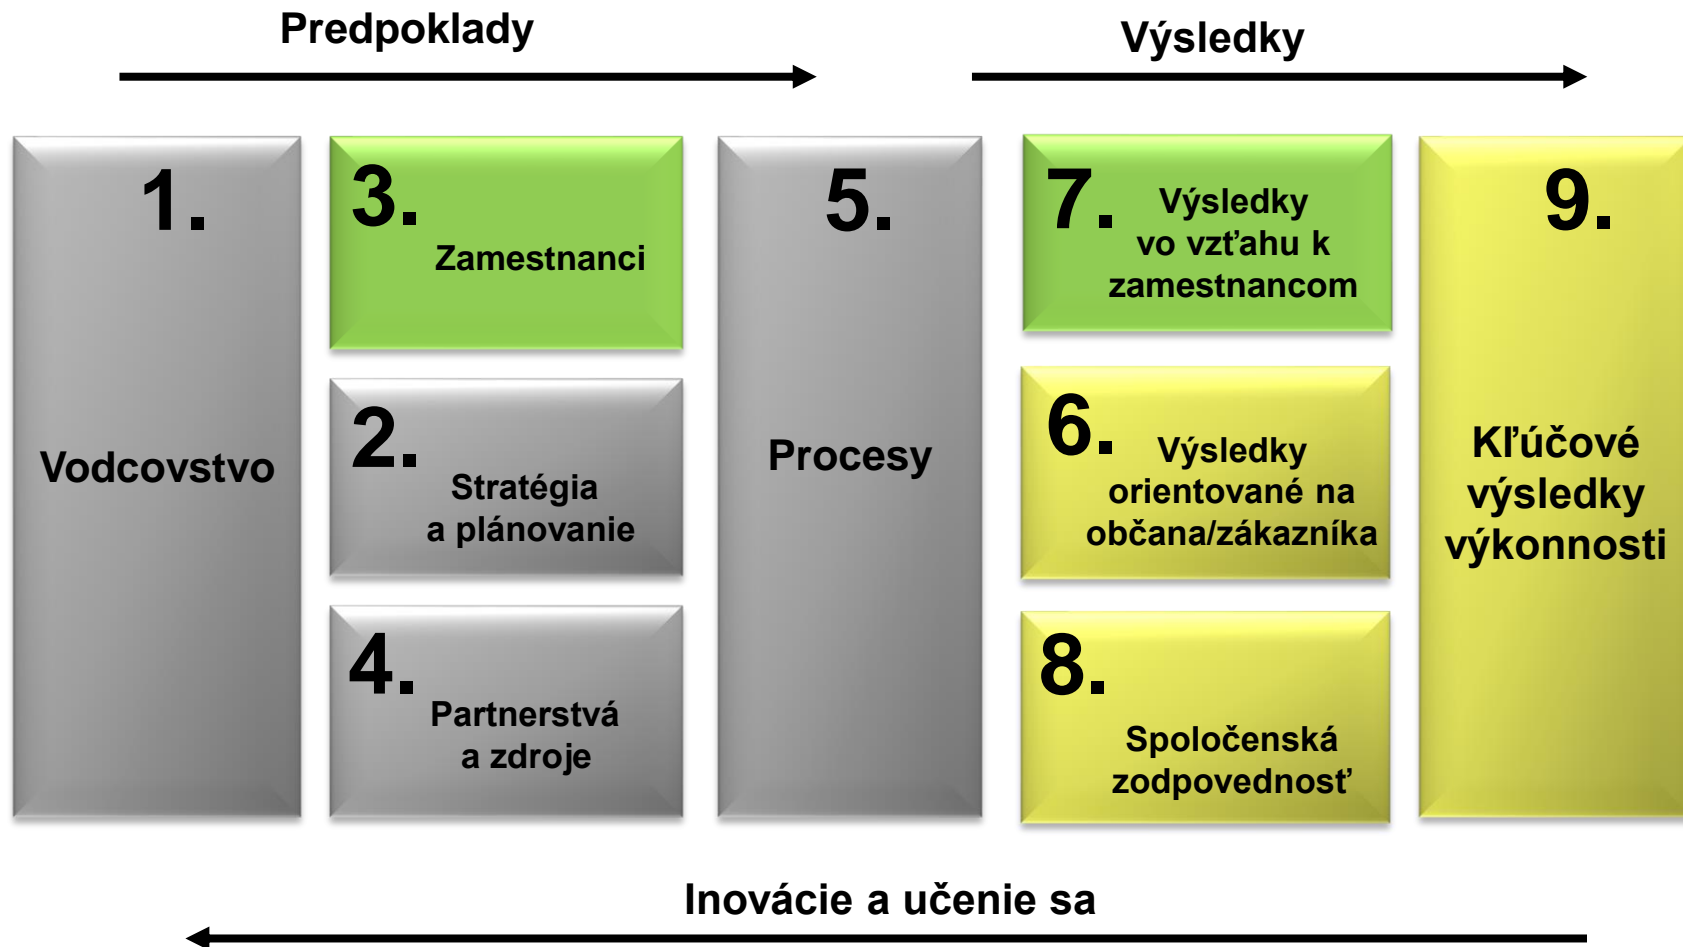 Predpoklady
Výsledky
1.
Vodcovstvo
3.
Zamestnanci
2.
Stratégia
a plánovanie
4.
Partnerstvá
a zdroje
5.
Procesy
7.
Výsledky
vo vzťahu k
zamestnancom
6.
Výsledky
orientované na
občana/zákazníka
8.
Spoločenská
zodpovednosť
9.
Kľúčové
výsledky
výkonnosti
Inovácie a učenie sa